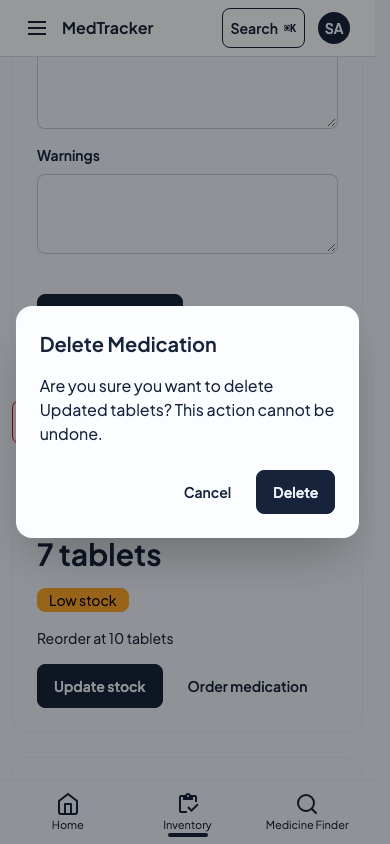 MedTracker
Search ⌘K
SA
Warnings
Delete Medication
Are you sure you want to delete
Updated tablets? This action cannot be
undone.
Cancel
Delete
7 tablets
Low stock
Reorder at 10 tablets
Update stock
Order medication
Home
Inventory
Medicine Finder